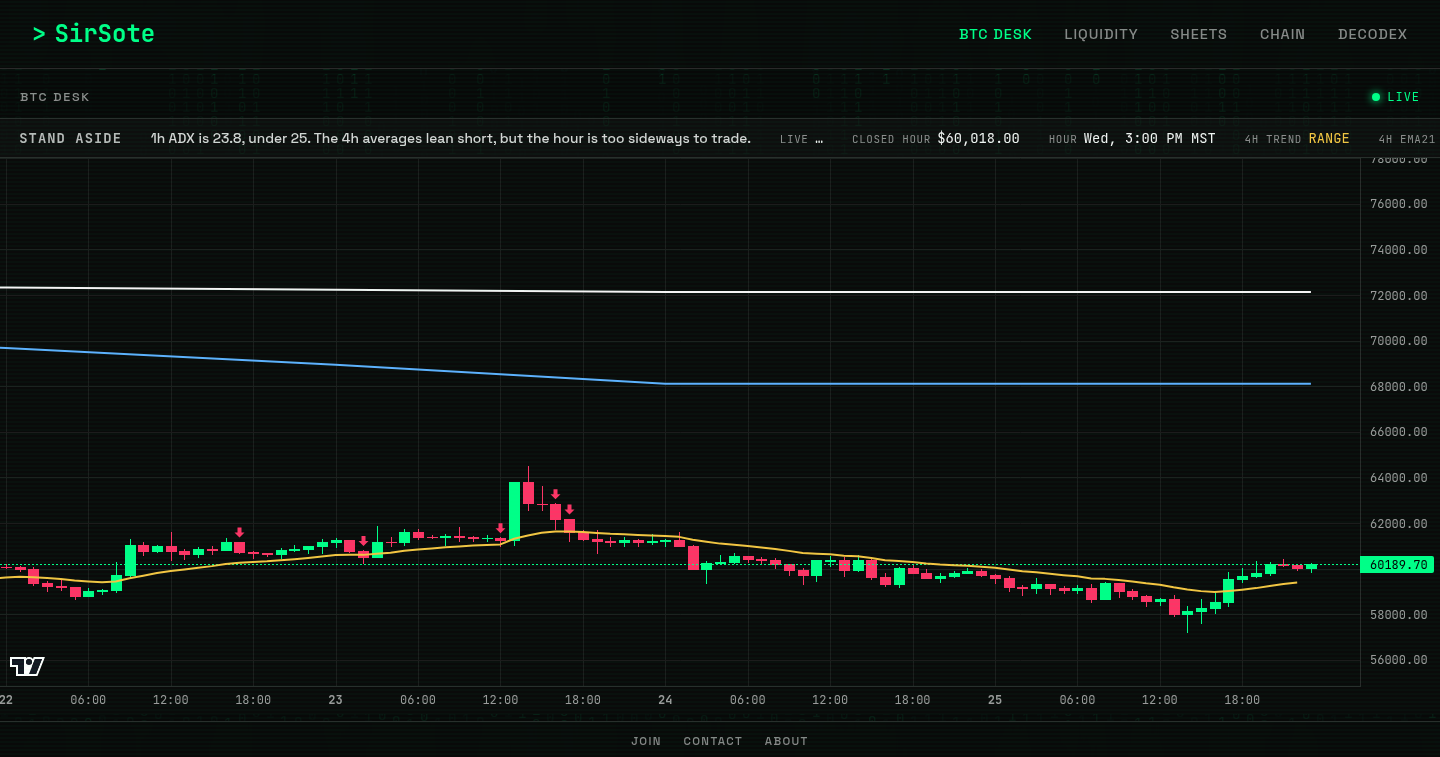 > SirSote
BTC DESK LIQUIDITY SHEETS CHAIN DECODEX
BTC DESK
LIVE
STAND ASIDE 1h ADX is 23.8, under 25. The 4h averages lean short, but the hour is too sideways to trade. LIVE … CLOSED HOUR $60,018.00 HOUR Wed, 3:00 PM MST 4H TREND RANGE 4H EMA21
78000.00
76000.00
74000.00
72000.00
70000.00
68000.00
66000.00
64000.00
62000.00
60189.70
58000.00
56000.00
22 06:00 12:00 18:00 23 06:00 12:00 18:00 24 06:00 12:00 18:00 25 06:00 12:00 18:00
JOIN CONTACT ABOUT